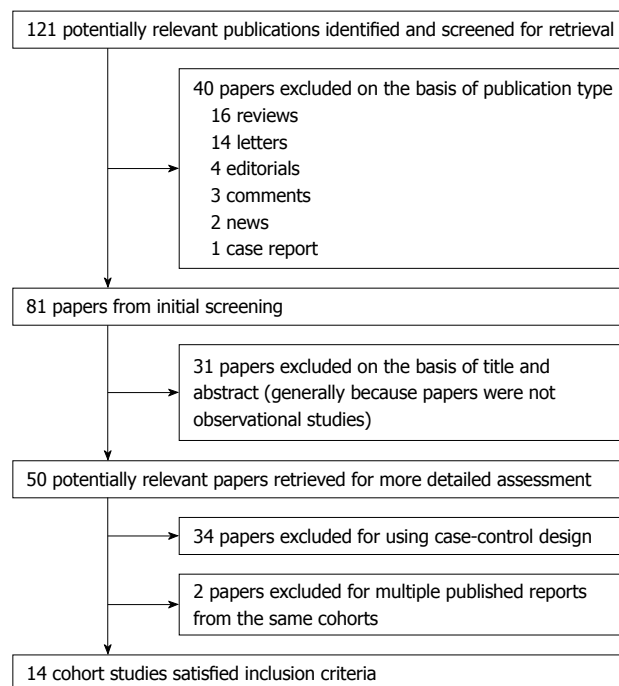 121 potentially relevant publications identified and screened for retrieval
40 papers excluded on the basis of publication type
16 reviews
14 letters
4 editorials
3 comments
2 news
1 case report
81 papers from initial screening
31 papers excluded on the basis of title and
abstract (generally because papers were not
observational studies)
50 potentially relevant papers retrieved for more detailed assessment
34 papers excluded for using case-control design
2 papers excluded for multiple published reports
from the same cohorts
14 cohort studies satisfied inclusion criteria